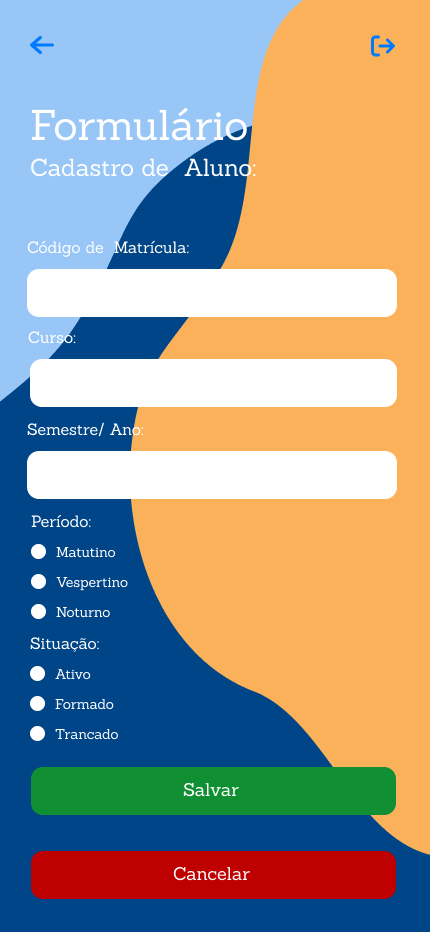 Formulário
Cadastro de Aluno:
Código de Matrícula:
Curso:
Semestre/ Ano:
Período:
Matutino
Vespertino
Noturno
Situação:
Ativo
Formado
Trancado
Salvar
Cancelar